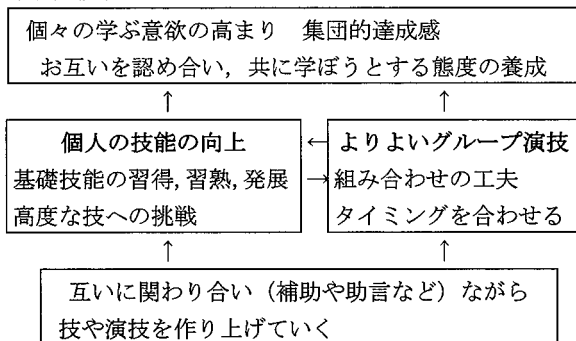 個々の学ぶ意欲の高まり 集団的達成感
お互いを認め合い，共に学ぼうとする態度の養成
↑ ↑
個人の技能の向上
基礎技能の習得, 習熟, 発展
高度な技への挑戦
←
→
よりよいグループ演技
組み合わせの工夫
タイミングを合わせる
↑ ↑
互いに関わり合い（補助や助言など）ながら
技や演技を作り上げていく